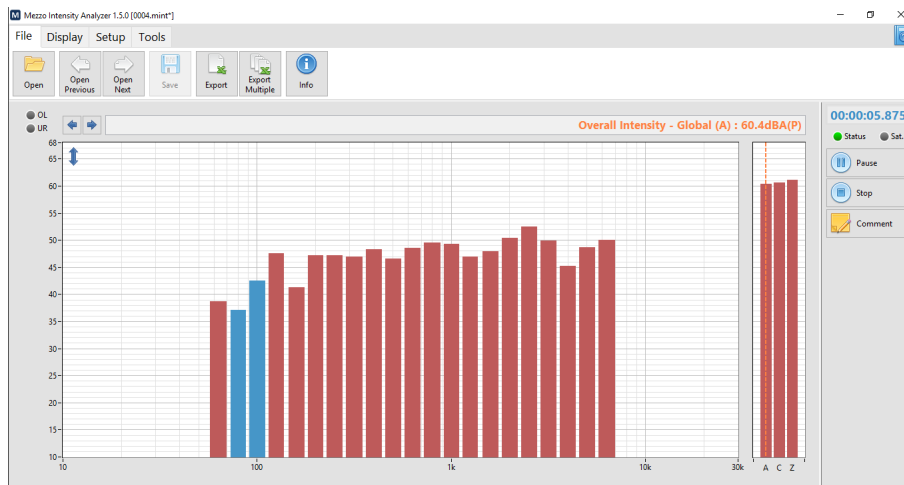 Mezzo Intensity Analyzer 1.5.0 [0004.mint*]
File Display Setup Tools
Open
Open Previous
Open Next
Save
Export
Export Multiple
Info
OL
UR
Overall Intensity - Global (A) : 60.4dBA(P)
00:00:05.875
Status Sat.
Pause
Stop
Comment
68
65
60
55
50
45
40
35
30
25
20
15
10
10 100 1k 10k 30k
A C Z